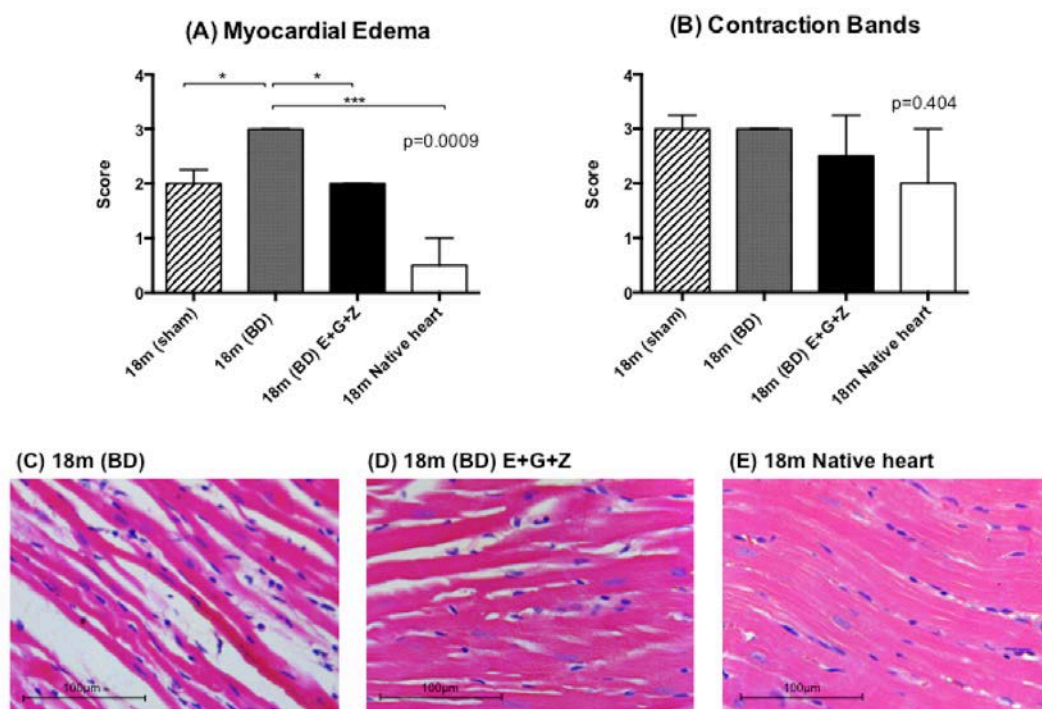 (A) Myocardial Edema
* *
***
p=0.0009
Score
4
3
2
1
0
18m (sham)
18m (BD)
18m (BD) E+G+Z
18m Native heart
(B) Contraction Bands
p=0.404
Score
4
3
2
1
0
18m (sham)
18m (BD)
18m (BD) E+G+Z
18m Native heart
(C) 18m (BD)
(D) 18m (BD) E+G+Z
(E) 18m Native heart
100µm
100µm
100µm